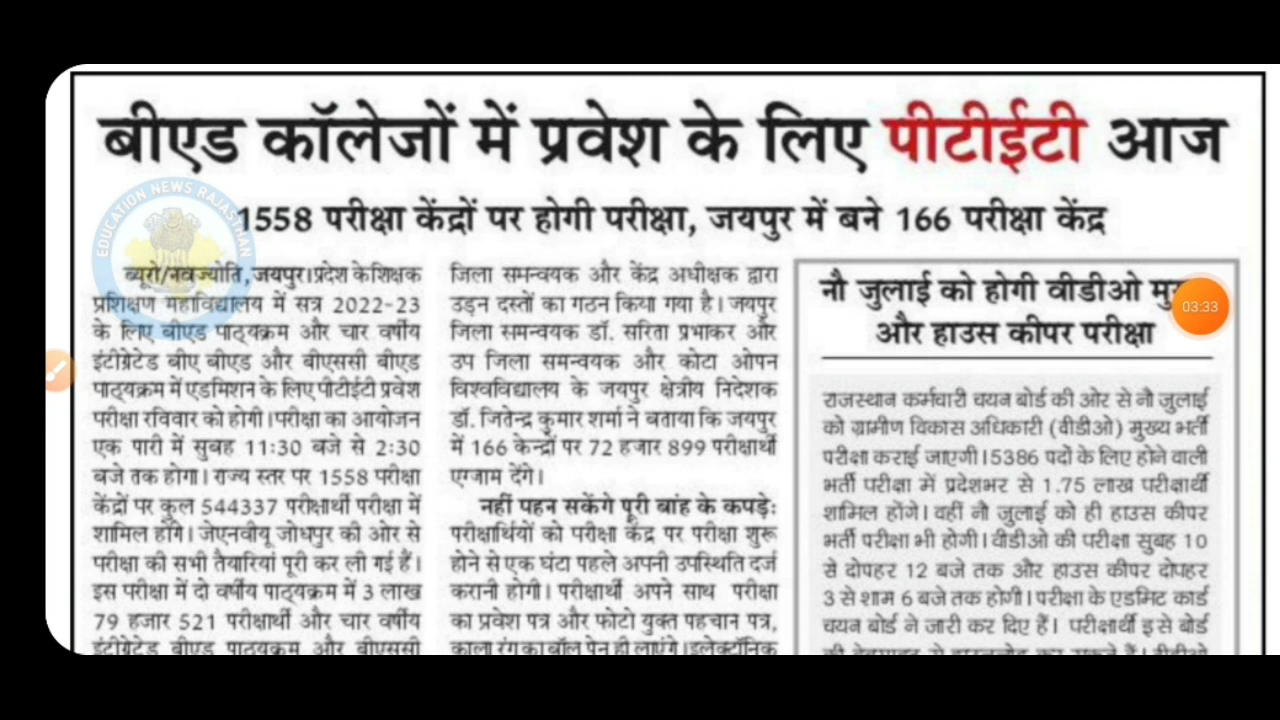 बीएड कॉलेजों में प्रवेश के लिए पीटीईटी आज
1558 परीक्षा केंद्रों पर होगी परीक्षा, जयपुर में बने 166 परीक्षा केंद्र
EDUCATION NEWS RAJASTHAN
ब्यूरो/नवज्योति, जयपुर। प्रदेश के शिक्षक
प्रशिक्षण महाविद्यालय में सत्र 2022-23
के लिए बीएड पाठ्यक्रम और चार वर्षीय
इंटीग्रेटेड बीए बीएड और बीएससी बीएड
पाठ्यक्रम में एडमिशन के लिए पीटीईटी प्रवेश
परीक्षा रविवार को होगी। परीक्षा का आयोजन
एक पारी में सुबह 11:30 बजे से 2:30
बजे तक होगा। राज्य स्तर पर 1558 परीक्षा
केंद्रों पर कुल 544337 परीक्षार्थी परीक्षा में
शामिल होंगे। जेएनवीयू जोधपुर की ओर से
परीक्षा की सभी तैयारियां पूरी कर ली गई हैं।
इस परीक्षा में दो वर्षीय पाठ्यक्रम में 3 लाख
79 हजार 521 परीक्षार्थी और चार वर्षीय
इंटीग्रेटेड बीएड पाठ्यक्रम और बीएससी
जिला समन्वयक और केंद्र अधीक्षक द्वारा
उड़न दस्तों का गठन किया गया है। जयपुर
जिला समन्वयक डॉ. सरिता प्रभाकर और
उप जिला समन्वयक और कोटा ओपन
विश्वविद्यालय के जयपुर क्षेत्रीय निदेशक
डॉ. जितेन्द्र कुमार शर्मा ने बताया कि जयपुर
में 166 केन्द्रों पर 72 हजार 899 परीक्षार्थी
एग्जाम देंगे।
नहीं पहन सकेंगे पूरी बांह के कपड़े:
परीक्षार्थियों को परीक्षा केंद्र पर परीक्षा शुरू
होने से एक घंटा पहले अपनी उपस्थिति दर्ज
करानी होगी। परीक्षार्थी अपने साथ परीक्षा
का प्रवेश पत्र और फोटो युक्त पहचान पत्र,
काला रंग का बॉल पेन ही लाएंगे। इलेक्ट्रॉनिक
नौ जुलाई को होगी वीडीओ
और हाउस कीपर परीक्षा
03:33
राजस्थान कर्मचारी चयन बोर्ड की ओर से नौ जुलाई
को ग्रामीण विकास अधिकारी (वीडीओ) मुख्य भर्ती
परीक्षा कराई जाएगी। 5386 पदों के लिए होने वाली
भर्ती परीक्षा में प्रदेशभर से 1.75 लाख परीक्षार्थी
शामिल होंगे। वहीं नौ जुलाई को ही हाउस कीपर
भर्ती परीक्षा भी होगी। वीडीओ की परीक्षा सुबह 10
से दोपहर 12 बजे तक और हाउस कीपर दोपहर
3 से शाम 6 बजे तक होगी। परीक्षा के एडमिट कार्ड
चयन बोर्ड ने जारी कर दिए हैं। परीक्षार्थी इसे बोर्ड